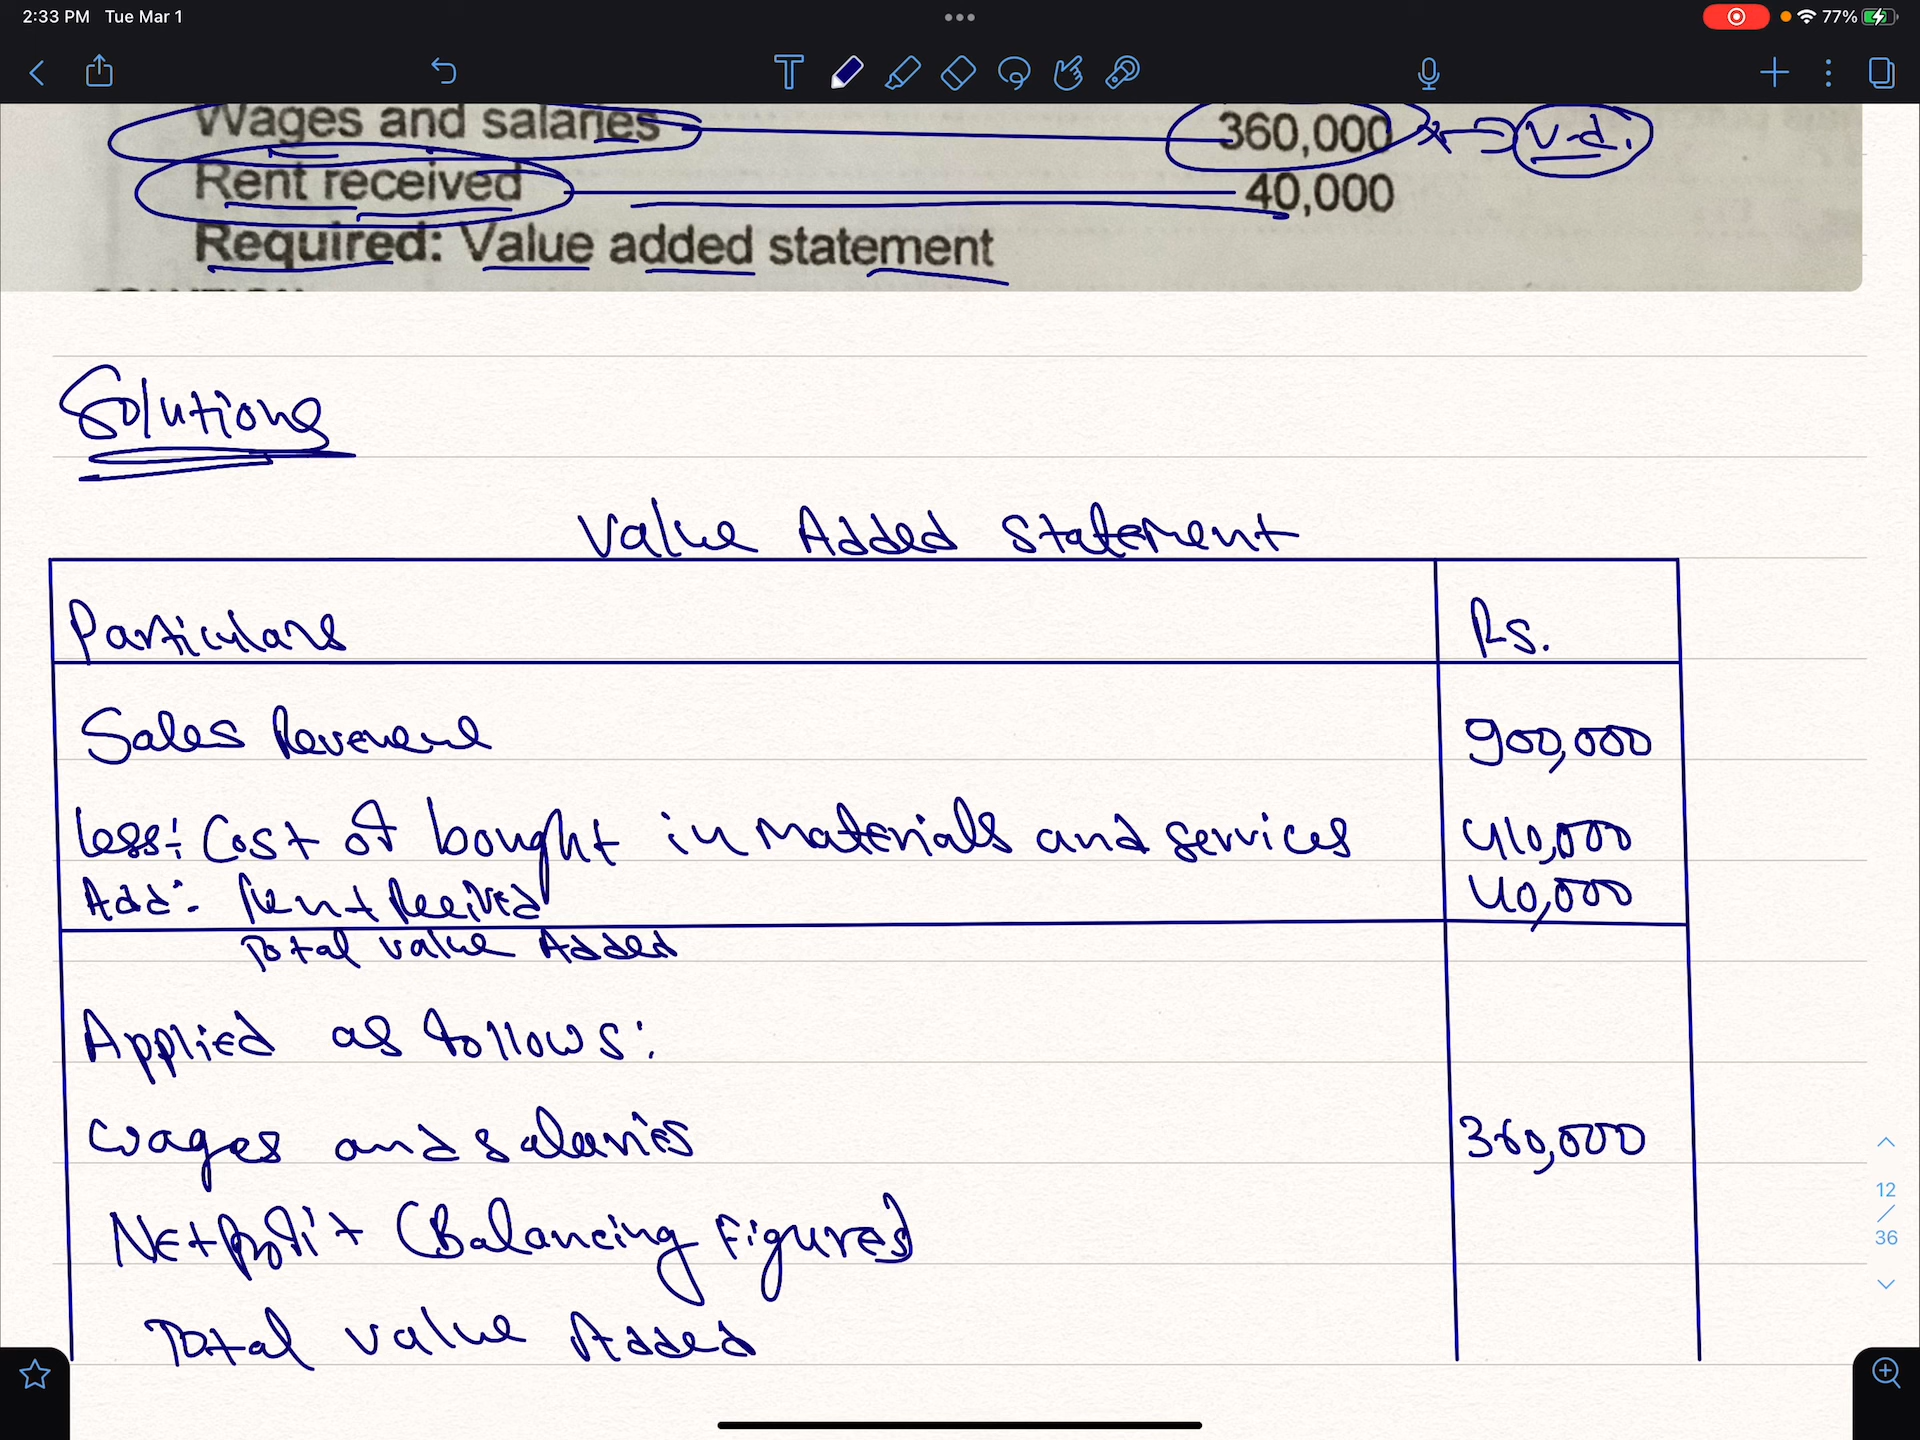 2:33 PM Tue Mar 1
77%
Wages and salaries 360,000 v.d.
Rent received 40,000
Required: Value added statement
Solutions
Value Added Statement
Particulars Rs.
Sales Revenue 900,000
Less: Cost of bought in materials and services 410,000
Add: Rent Received 40,000
Total value Added
Applied as follows:
wages and salaries 360,000
Net profit (Balancing figures)
Total value Added
12
/
36